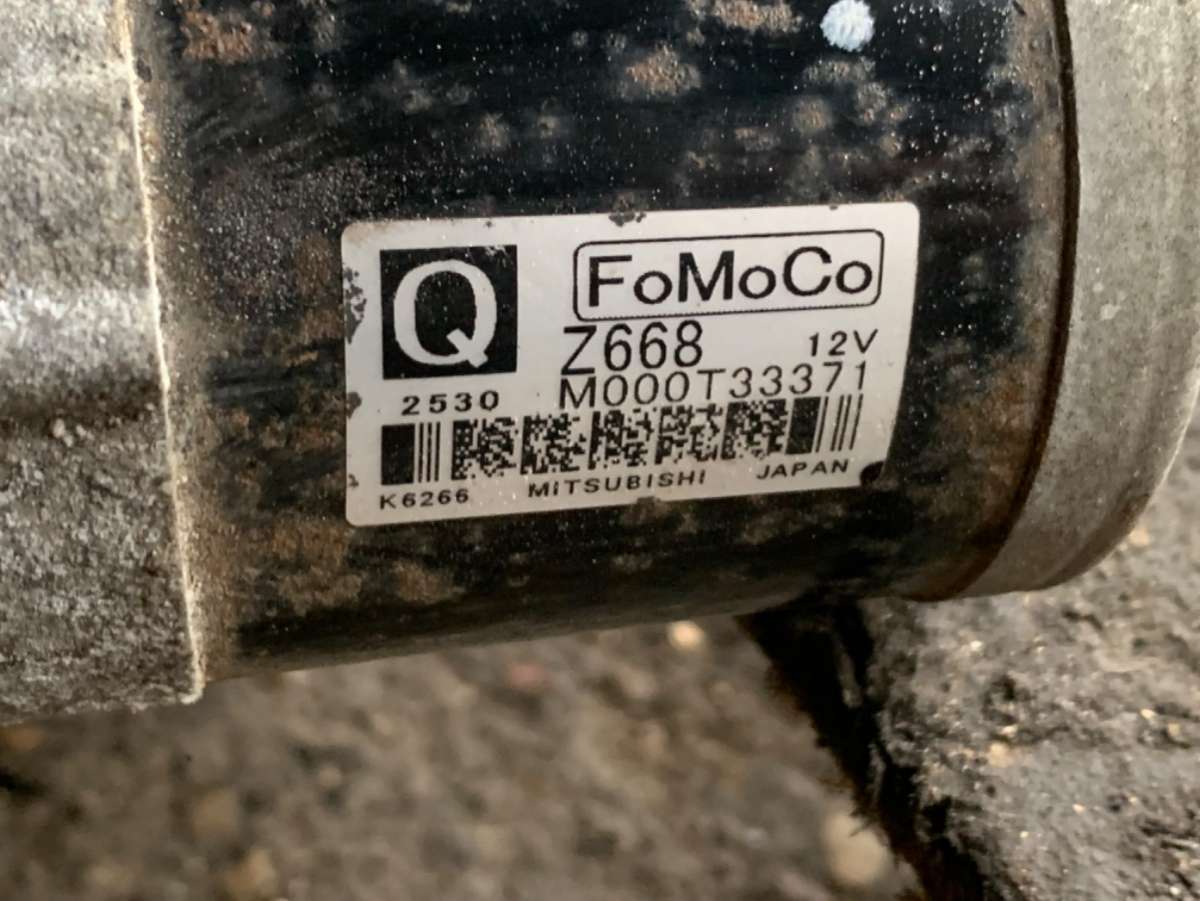 Q
FoMoCo
Z668 12V
2530 M000T33371
K6266 MITSUBISHI JAPAN